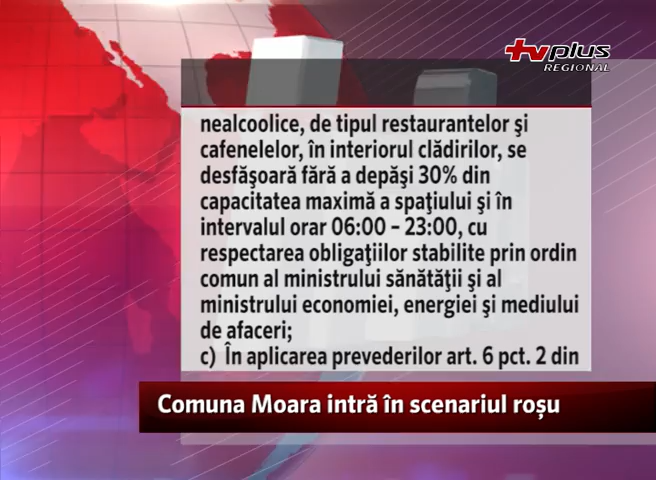 tvplus
REGIONAL
nealcoolice, de tipul restaurantelor şi
cafenelelor, în interiorul clădirilor, se
desfăşoară fără a depăşi 30% din
capacitatea maximă a spaţiului şi în
intervalul orar 06:00 – 23:00, cu
respectarea obligaţiilor stabilite prin ordin
comun al ministrului sănătăţii şi al
ministrului economiei, energiei şi mediului
de afaceri;
c) În aplicarea prevederilor art. 6 pct. 2 din
Comuna Moara intră în scenariul roșu